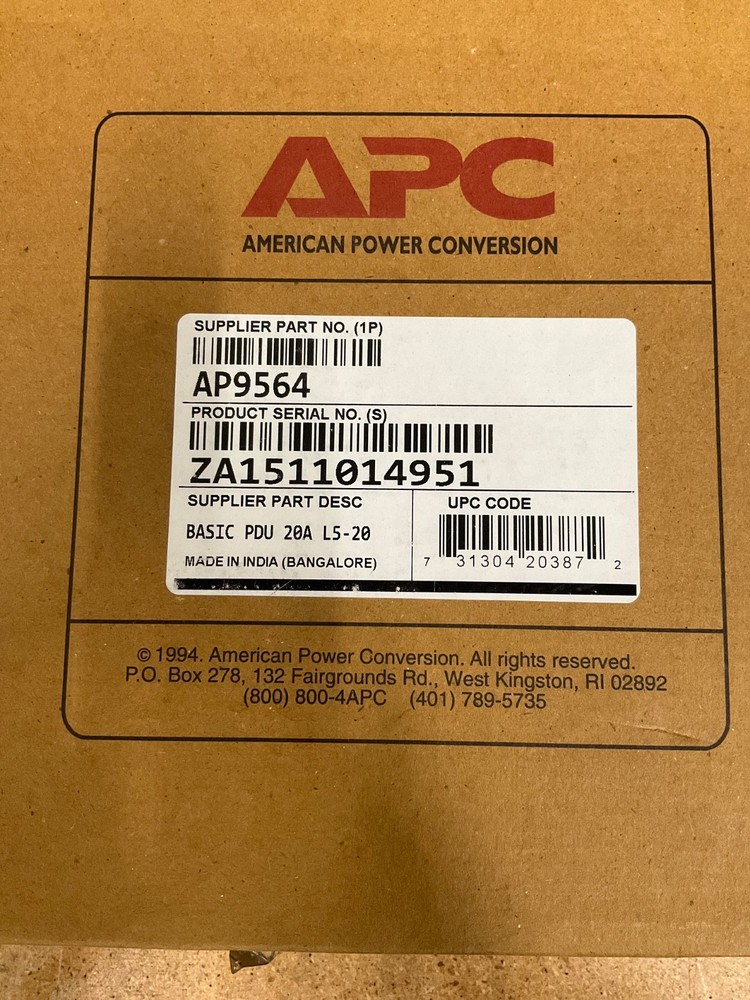 APC
AMERICAN POWER CONVERSION
SUPPLIER PART NO. (1P)
AP9564
PRODUCT SERIAL NO. (S)
ZA1511014951
SUPPLIER PART DESC
BASIC PDU 20A L5-20
MADE IN INDIA (BANGALORE)
UPC CODE
7 31304 20387 2
© 1994. American Power Conversion. All rights reserved.
P.O. Box 278, 132 Fairgrounds Rd., West Kingston, RI 02892
(800) 800-4APC (401) 789-5735